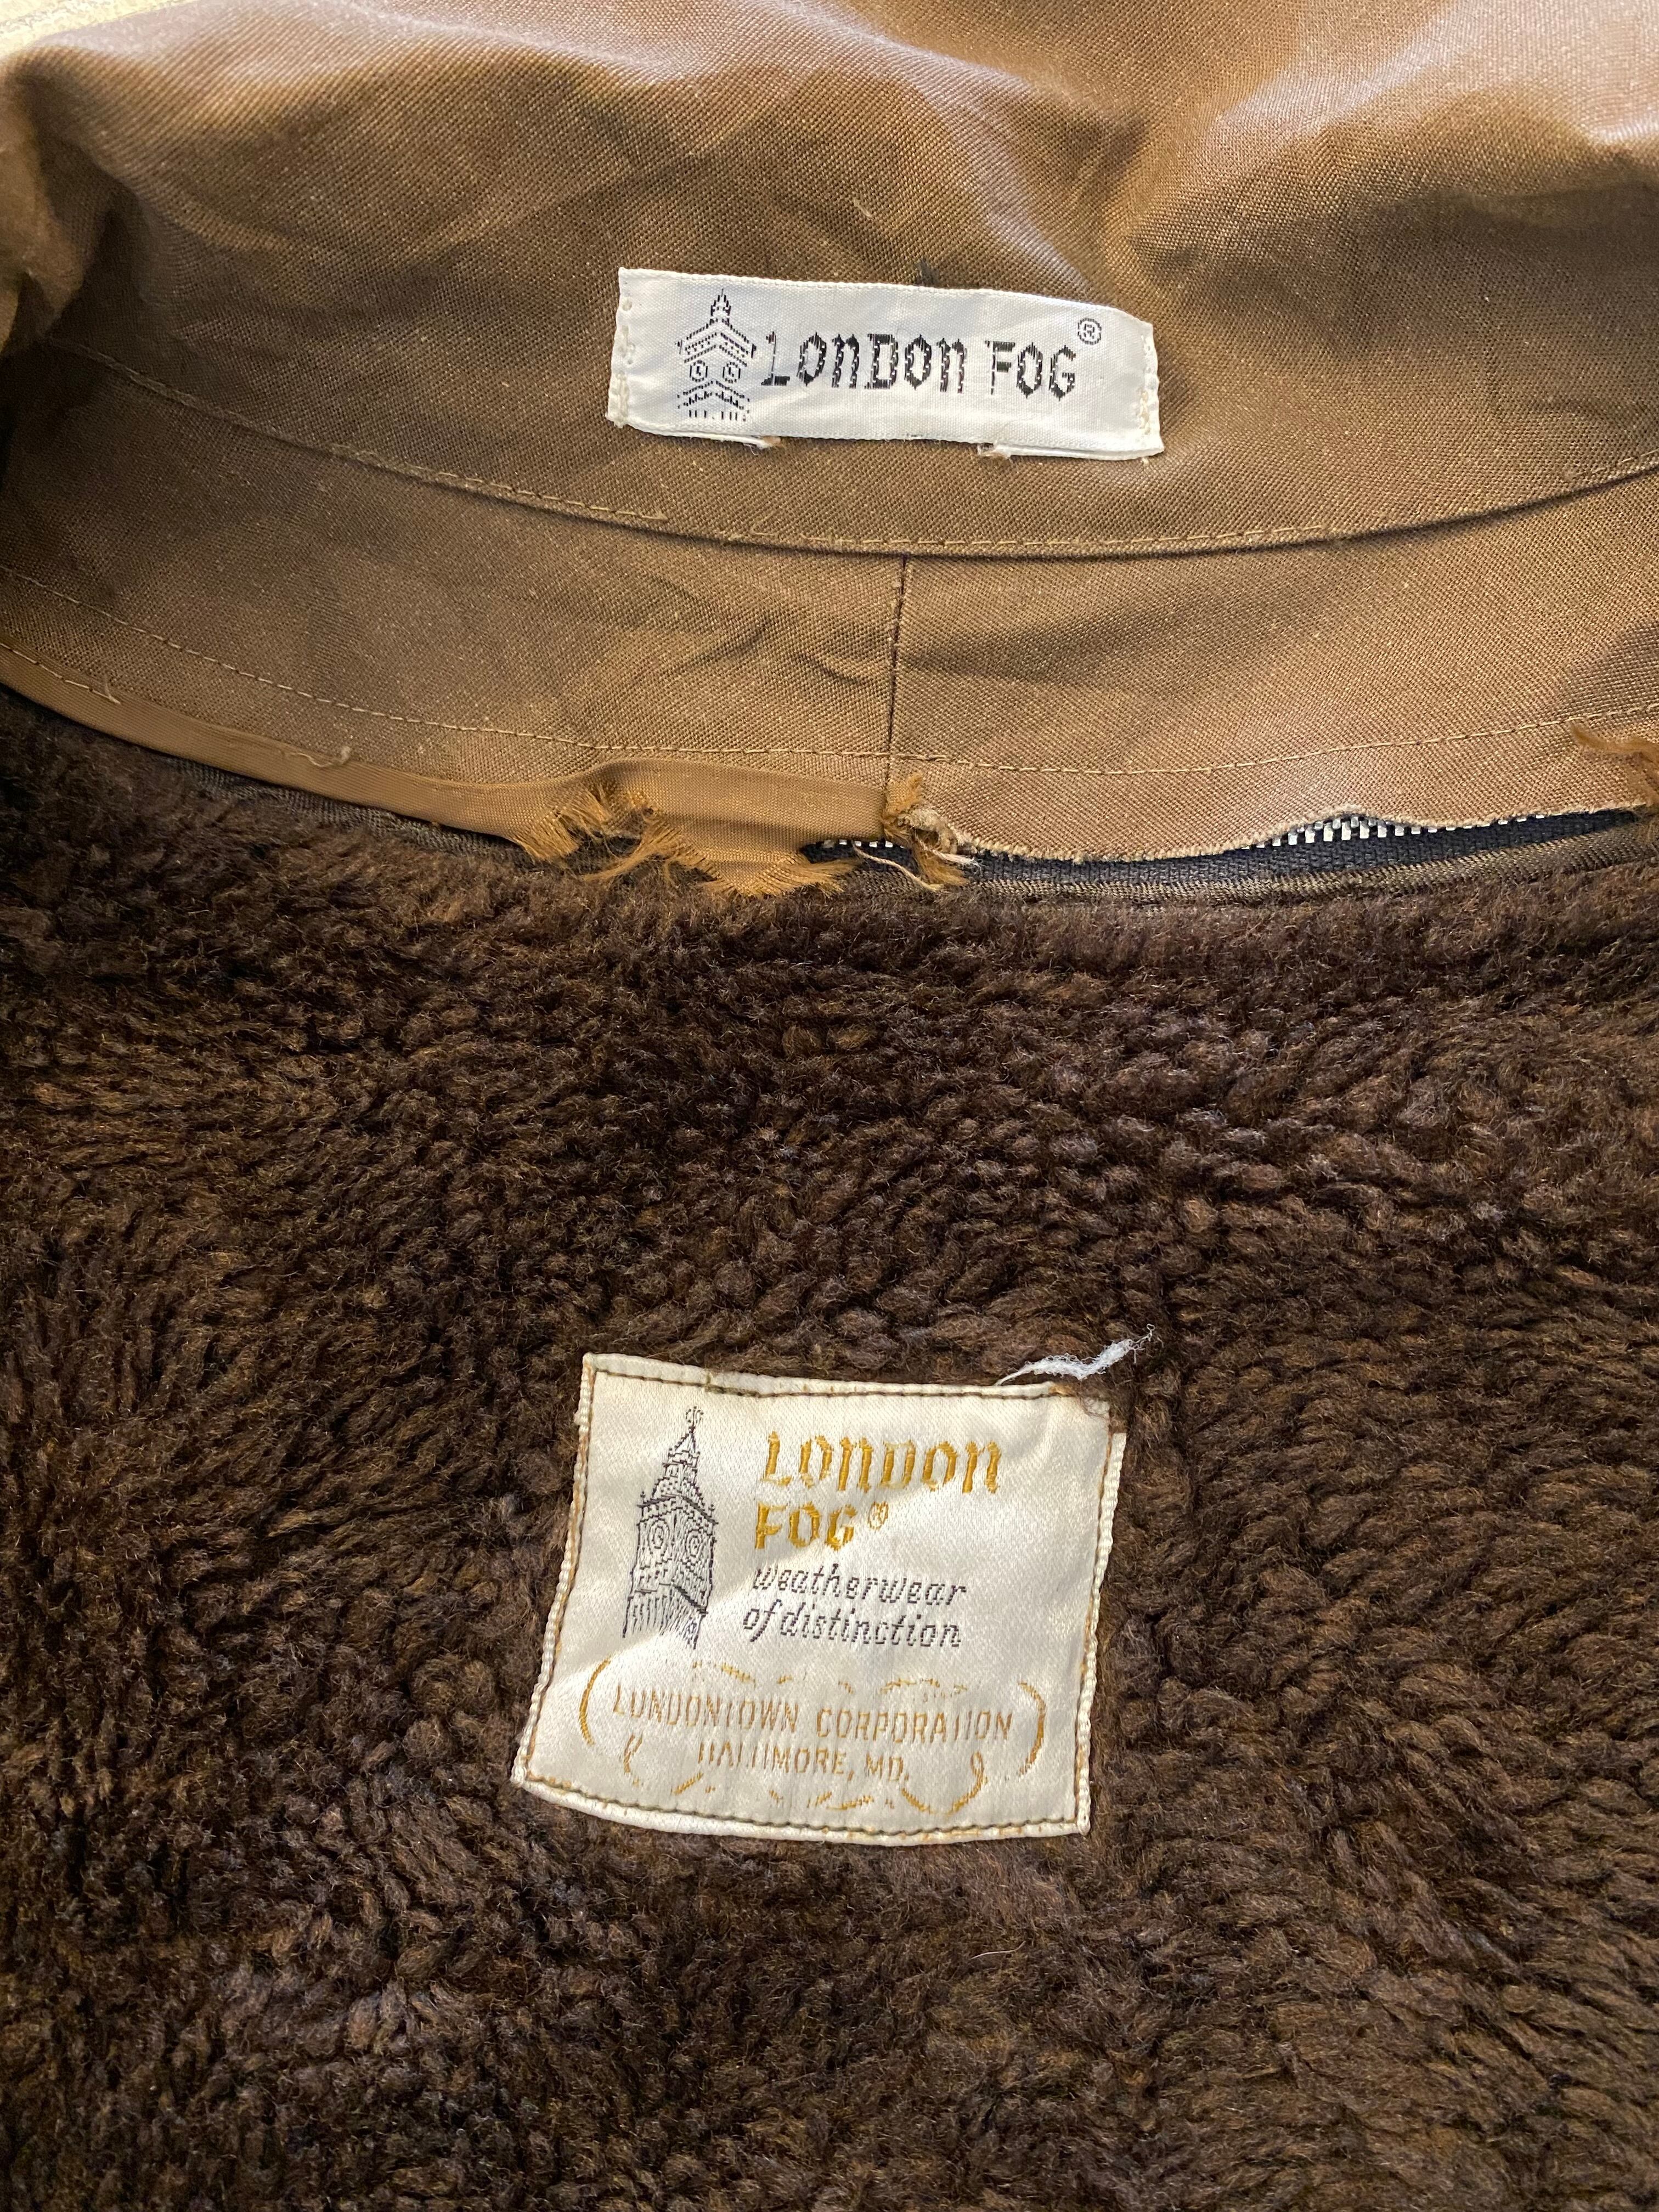 LONDON FOG®
LONDON
FOG®
weatherwear
of distinction
LONDONTOWN CORPORATION
BALTIMORE, MD.